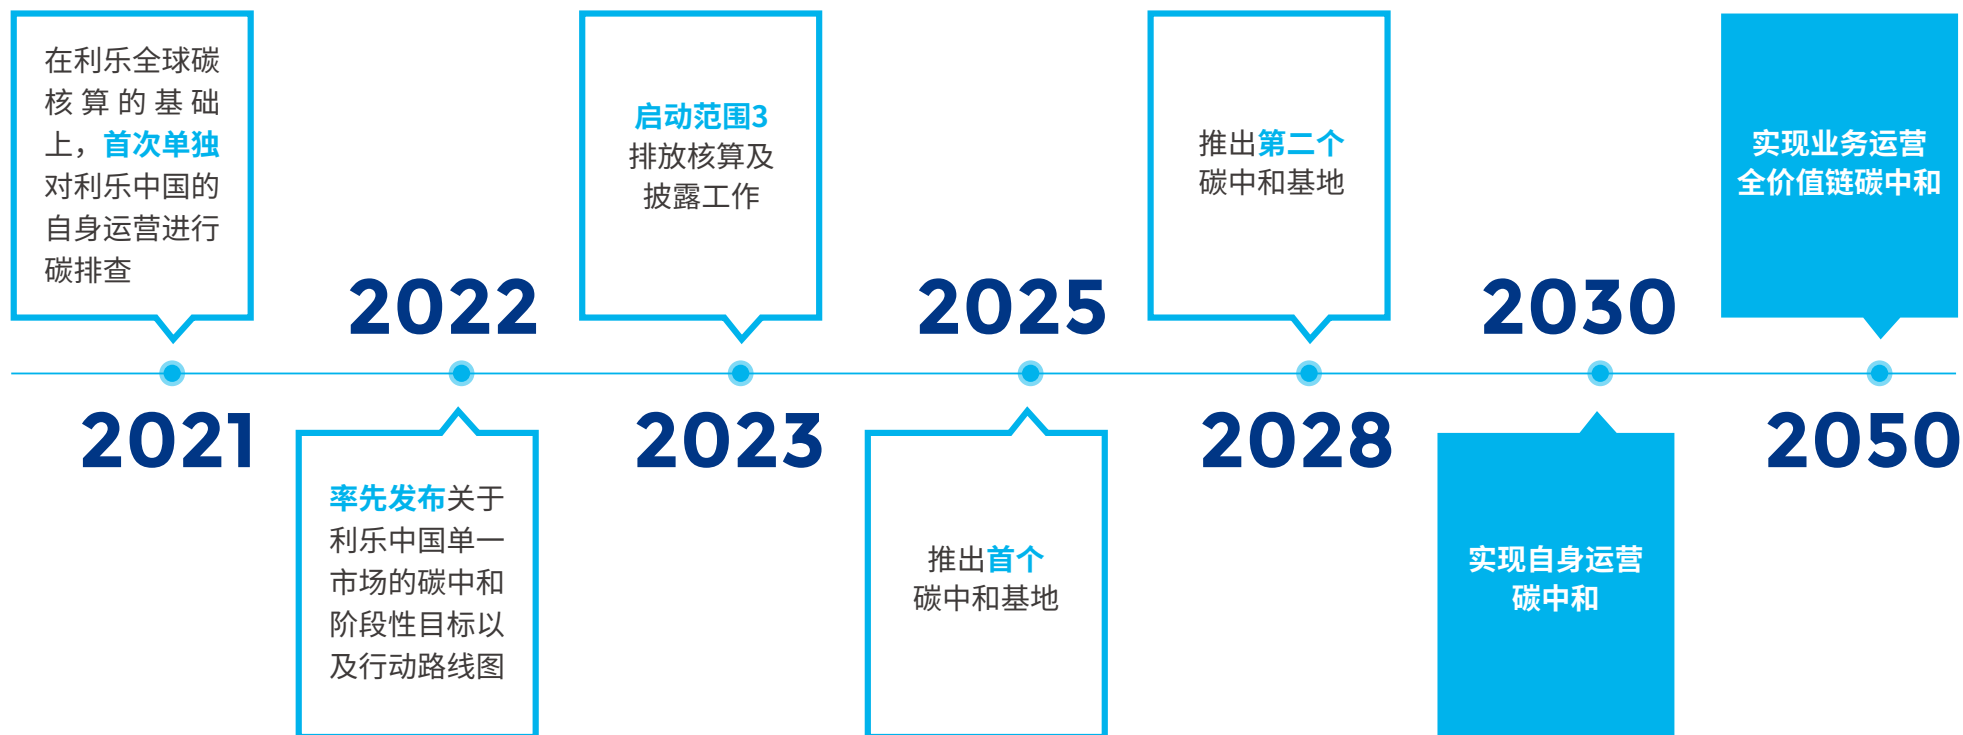 在利乐全球碳
核算的基础
上，首次单独
对利乐中国的
自身运营进行
碳排查
2021
2022
率先发布关于
利乐中国单一
市场的碳中和
阶段性目标以
及行动路线图
启动范围3
排放核算及
披露工作
2023
2025
推出首个
碳中和基地
推出第二个
碳中和基地
2028
2030
实现自身运营
碳中和
实现业务运营
全价值链碳中和
2050